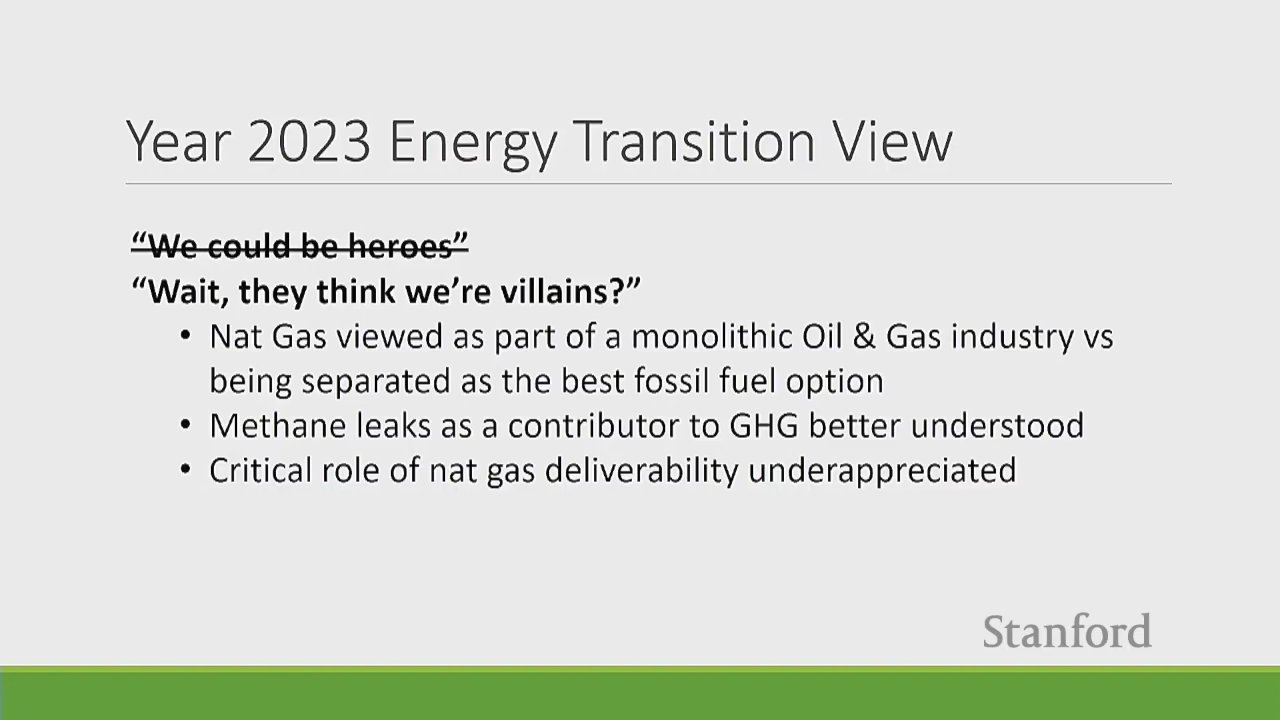 Year 2023 Energy Transition View
“We could be heroes”
“Wait, they think we’re villains?”
• Nat Gas viewed as part of a monolithic Oil & Gas industry vs
being separated as the best fossil fuel option
• Methane leaks as a contributor to GHG better understood
• Critical role of nat gas deliverability underappreciated
Stanford